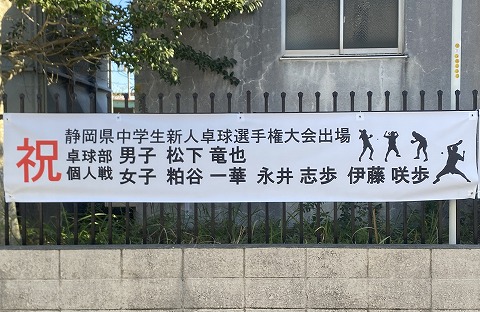 祝
静岡県中学生新人卓球選手権大会出場
卓球部 男子 松下 竜也
個人戦 女子 粕谷 一華 永井 志歩 伊藤 咲歩